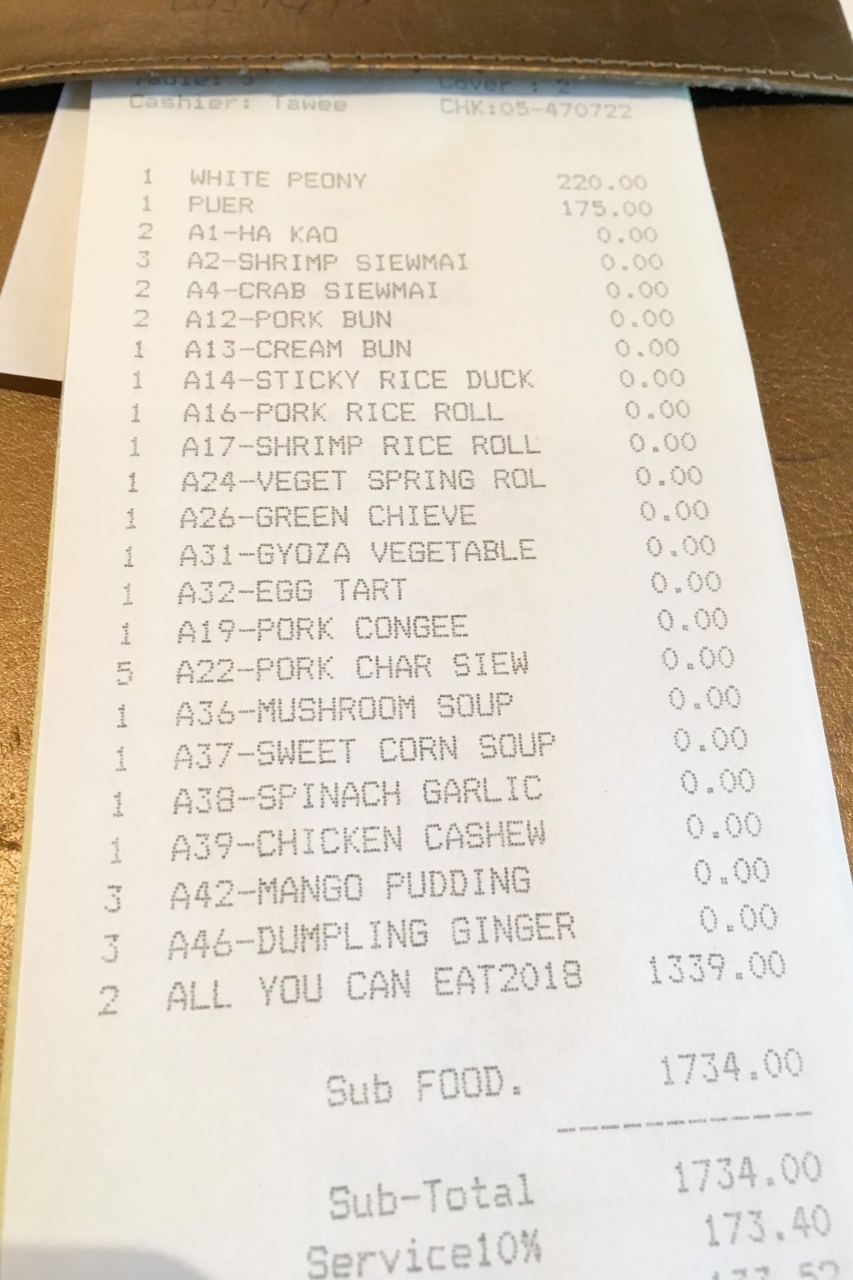 Table: 3 Cover : 2
Cashier: Tawee CHK:05-470722
1 WHITE PEONY 220.00
1 PUER 175.00
2 A1-HA KAO 0.00
3 A2-SHRIMP SIEWMAI 0.00
2 A4-CRAB SIEWMAI 0.00
2 A12-PORK BUN 0.00
1 A13-CREAM BUN 0.00
1 A14-STICKY RICE DUCK 0.00
1 A16-PORK RICE ROLL 0.00
1 A17-SHRIMP RICE ROLL 0.00
1 A24-VEGET SPRING ROL 0.00
1 A26-GREEN CHIEVE 0.00
1 A31-GYOZA VEGETABLE 0.00
1 A32-EGG TART 0.00
1 A19-PORK CONGEE 0.00
5 A22-PORK CHAR SIEW 0.00
1 A36-MUSHROOM SOUP 0.00
1 A37-SWEET CORN SOUP 0.00
1 A38-SPINACH GARLIC 0.00
1 A39-CHICKEN CASHEW 0.00
3 A42-MANGO PUDDING 0.00
3 A46-DUMPLING GINGER 0.00
2 ALL YOU CAN EAT2018 1339.00
Sub FOOD. 1734.00
Sub-Total 1734.00
Service10% 173.40